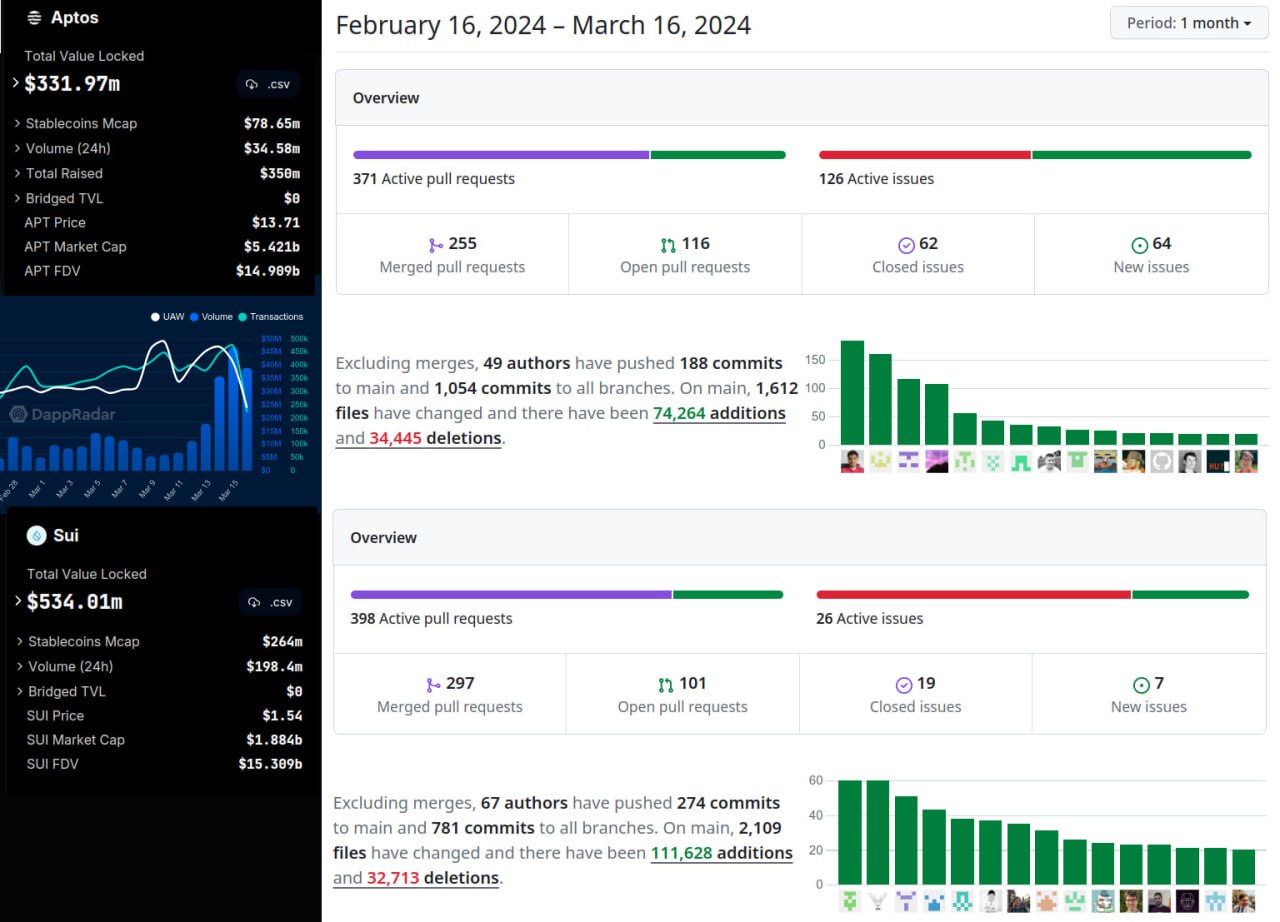 Aptos
Total Value Locked
$331.97m
.csv
Stablecoins Mcap $78.65m
Volume (24h) $34.58m
Total Raised $350m
Bridged TVL $0
APT Price $13.71
APT Market Cap $5.421b
APT FDV $14.909b
UAW Volume Transactions
$50M 500k
$45M 450k
$40M 400k
$35M 350k
$30M 300k
$25M 250k
$20M 200k
$15M 150k
$10M 100k
$5M 50k
$0 0
DappRadar
Feb 28 Mar 1 Mar 3 Mar 5 Mar 7 Mar 9 Mar 11 Mar 13 Mar 15
Sui
Total Value Locked
$534.01m
.csv
Stablecoins Mcap $264m
Volume (24h) $198.4m
Bridged TVL $0
SUI Price $1.54
SUI Market Cap $1.884b
SUI FDV $15.309b
February 16, 2024 – March 16, 2024
Period: 1 month
Overview
371 Active pull requests
126 Active issues
255
Merged pull requests
116
Open pull requests
62
Closed issues
64
New issues
Excluding merges, 49 authors have pushed 188 commits
to main and 1,054 commits to all branches. On main, 1,612
files have changed and there have been 74,264 additions
and 34,445 deletions.
150
100
50
0
HU?
Overview
398 Active pull requests
26 Active issues
297
Merged pull requests
101
Open pull requests
19
Closed issues
7
New issues
Excluding merges, 67 authors have pushed 274 commits
to main and 781 commits to all branches. On main, 2,109
files have changed and there have been 111,628 additions
and 32,713 deletions.
60
40
20
0